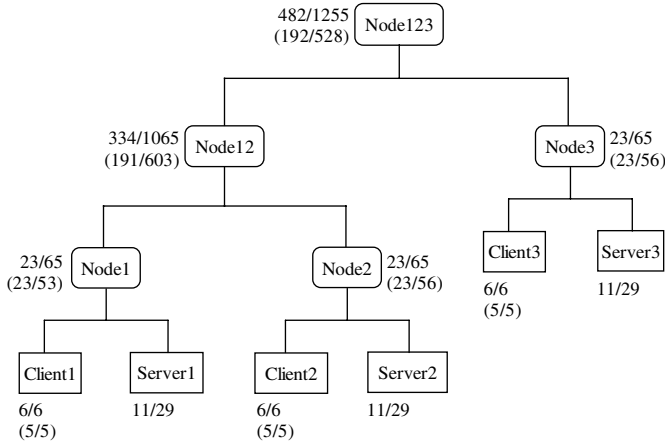 482/1255
(192/528)
Node123
334/1065
(191/603)
Node12
Node3
23/65
(23/56)
23/65
(23/53)
Node1
Node2
23/65
(23/56)
Client3
Server3
6/6
(5/5)
11/29
Client1
Server1
Client2
Server2
6/6
(5/5)
11/29
6/6
(5/5)
11/29